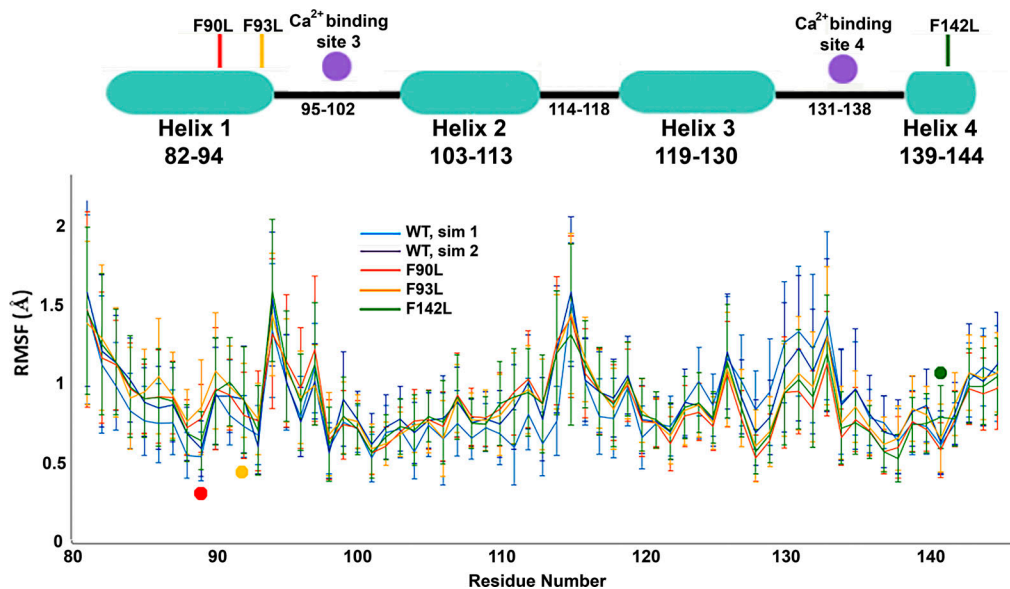 F90L F93L Ca²⁺ binding site 3 Ca²⁺ binding site 4 F142L
95-102 114-118 131-138
Helix 1 Helix 2 Helix 3 Helix 4
82-94 103-113 119-130 139-144
WT, sim 1
WT, sim 2
F90L
F93L
F142L
RMSF (Å)
2
1.5
1
0.5
0
80 90 100 110 120 130 140
Residue Number